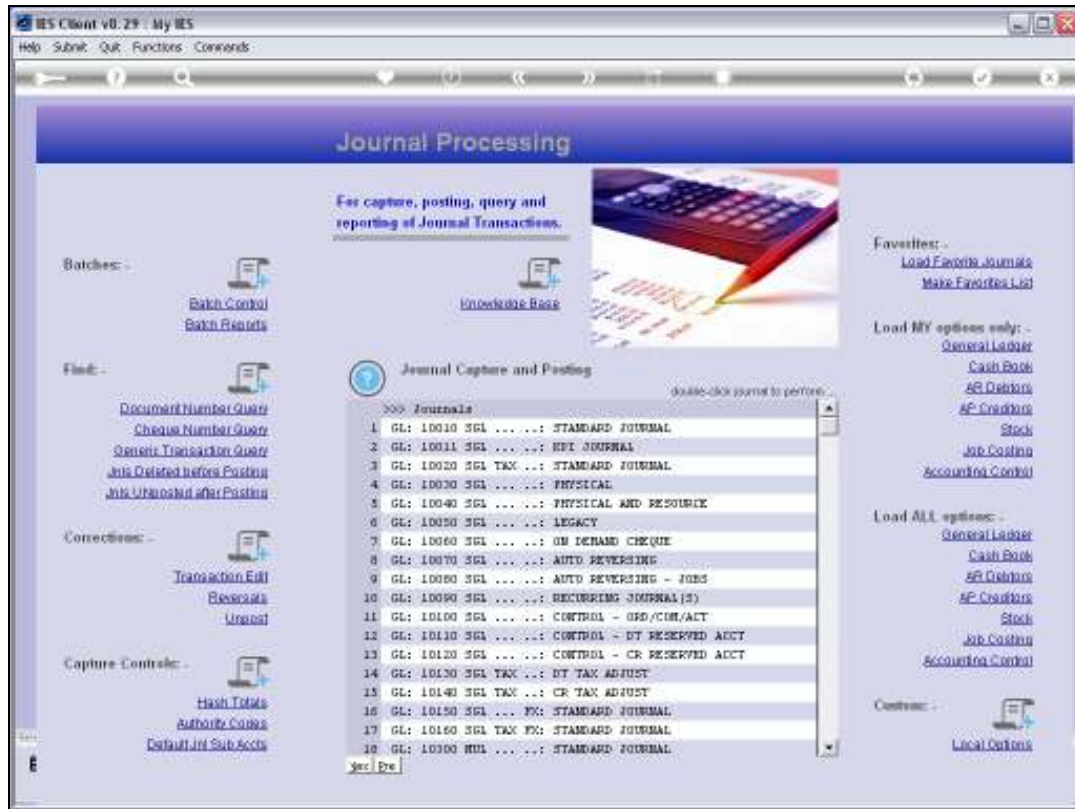 IES Client v8.29 : My IES
Help Submit Quit Functions Commands
Journal Processing
For capture, posting, query and
reporting of Journal Transactions.
Knowledge Base
Batches: -
Batch Control
Batch Reports
Find: -
Document Number Query
Cheque Number Query
Generic Transaction Query
Jnls Deleted before Posting
Jnls UNposted after Posting
Corrections: -
Transaction Edit
Reversals
Unpost
Capture Controls: -
Hash Totals
Authority Codes
Default Jnl Sub Accts
Journal Capture and Posting
double-click journal to perform...
>>> Journals
1 GL: 10010 SGL ... ..: STANDARD JOURNAL
2 GL: 10011 SGL ... ..: KPI JOURNAL
3 GL: 10020 SGL TAX ..: STANDARD JOURNAL
4 GL: 10030 SGL ... ..: PHYSICAL
5 GL: 10040 SGL ... ..: PHYSICAL AND RESOURCE
6 GL: 10050 SGL ... ..: LEGACY
7 GL: 10060 SGL ... ..: ON DEMAND CHEQUE
8 GL: 10070 SGL ... ..: AUTO REVERSING
9 GL: 10080 SGL ... ..: AUTO REVERSING - JOBS
10 GL: 10090 SGL ... ..: RECURRING JOURNAL(S)
11 GL: 10100 SGL ... ..: CONTROL - ORD/COM/ACT
12 GL: 10110 SGL ... ..: CONTROL - DT RESERVED ACCT
13 GL: 10120 SGL ... ..: CONTROL - CR RESERVED ACCT
14 GL: 10130 SGL TAX ..: DT TAX ADJUST
15 GL: 10140 SGL TAX ..: CR TAX ADJUST
16 GL: 10150 SGL ... FX: STANDARD JOURNAL
17 GL: 10160 SGL TAX FX: STANDARD JOURNAL
18 GL: 10300 MUL ... ..: STANDARD JOURNAL
Nxt Pre
Favorites: -
Load Favorite Journals
Make Favorites List
Load MY options only: -
General Ledger
Cash Book
AR Debtors
AP Creditors
Stock
Job Costing
Accounting Control
Load ALL options: -
General Ledger
Cash Book
AR Debtors
AP Creditors
Stock
Job Costing
Accounting Control
Custom: -
Local Options